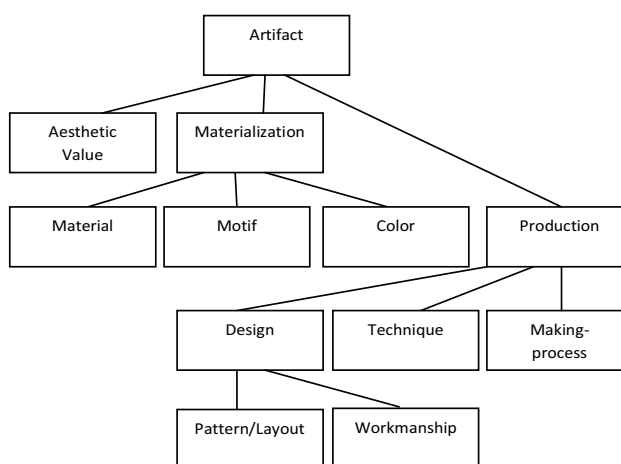 Artifact
Aesthetic
Value
Materialization
Material
Motif
Color
Production
Design
Technique
Making-
process
Pattern/Layout
Workmanship